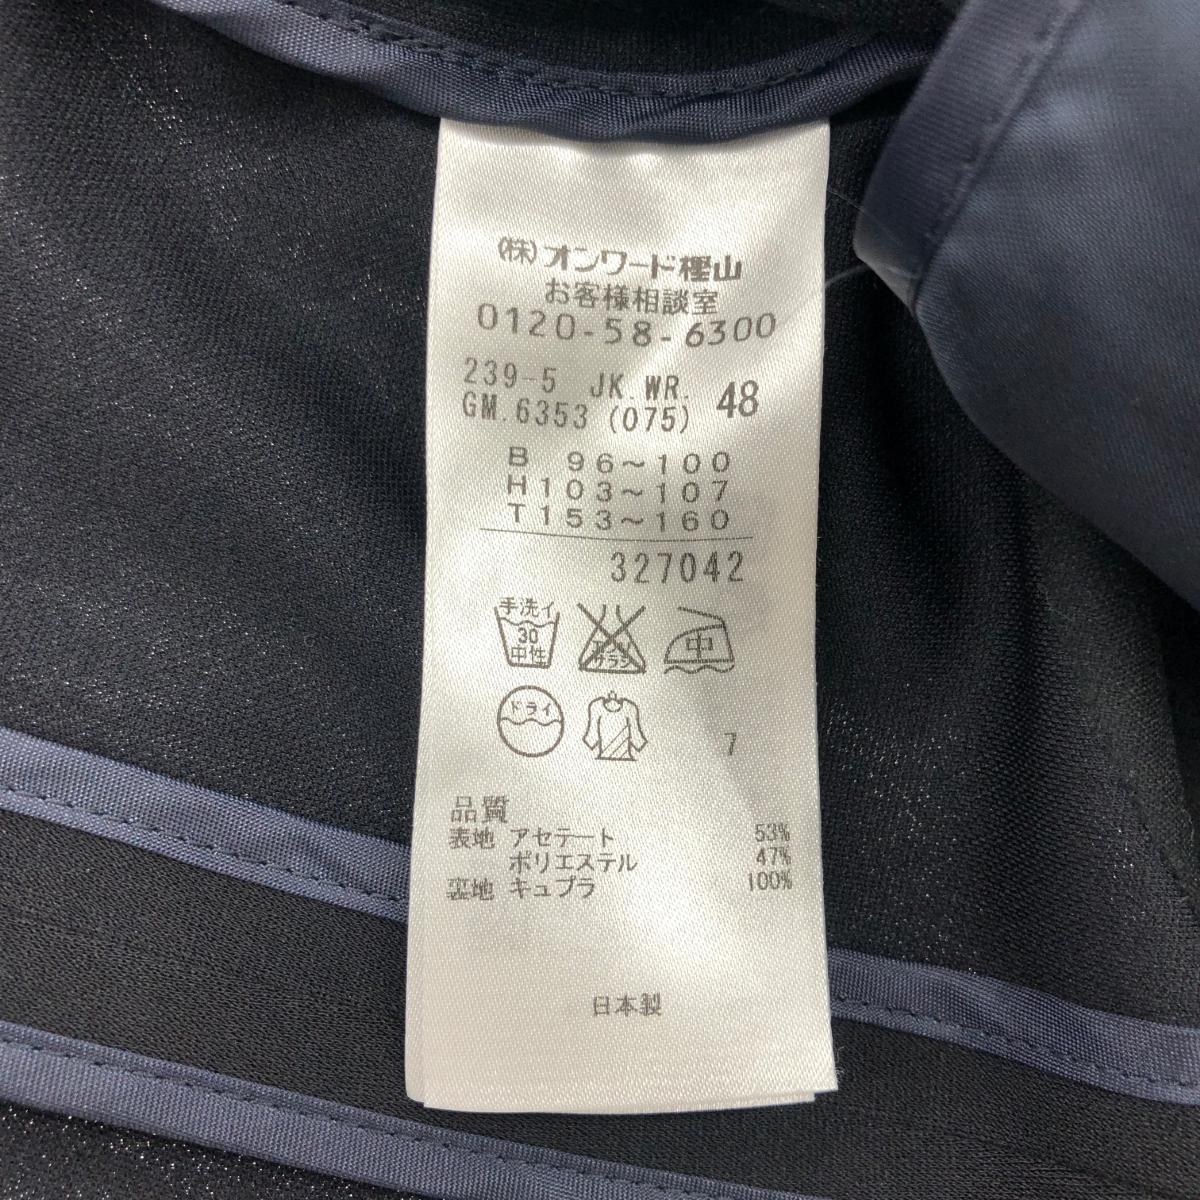 (株)オンワード樫山
お客様相談室
0120-58-6300
239-5 JK.WR. 48
GM.6353 (075)
B 96~100
H103~107
T153~160
327042
手洗イ
30
中性
サラシ
中
ドライ
7
品質
表地 アセテート 53%
ポリエステル 47%
裏地 キュプラ 100%
日本製